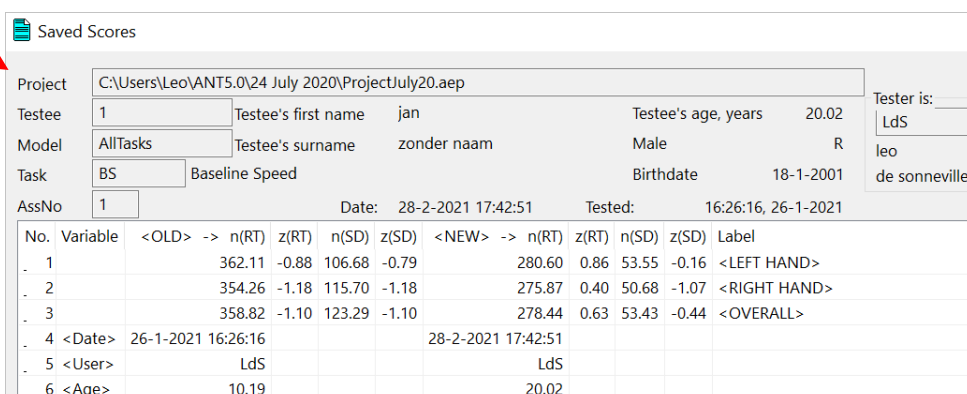 Saved Scores
Project C:\Users\Leo\ANT5.0\24 July 2020\ProjectJuly20.aep
Tester is:
Testee 1 Testee's first name jan Testee's age, years 20.02 LdS
Model AllTasks Testee's surname zonder naam Male R leo
Task BS Baseline Speed Birthdate 18-1-2001 de sonneville
AssNo 1 Date: 28-2-2021 17:42:51 Tested: 16:26:16, 26-1-2021
No. Variable <OLD> -> n(RT) z(RT) n(SD) z(SD) <NEW> -> n(RT) z(RT) n(SD) z(SD) Label
1 362.11 -0.88 106.68 -0.79 280.60 0.86 53.55 -0.16 <LEFT HAND>
2 354.26 -1.18 115.70 -1.18 275.87 0.40 50.68 -1.07 <RIGHT HAND>
3 358.82 -1.10 123.29 -1.10 278.44 0.63 53.43 -0.44 <OVERALL>
4 <Date> 26-1-2021 16:26:16 28-2-2021 17:42:51
5 <User> LdS LdS
6 <Age> 10.19 20.02